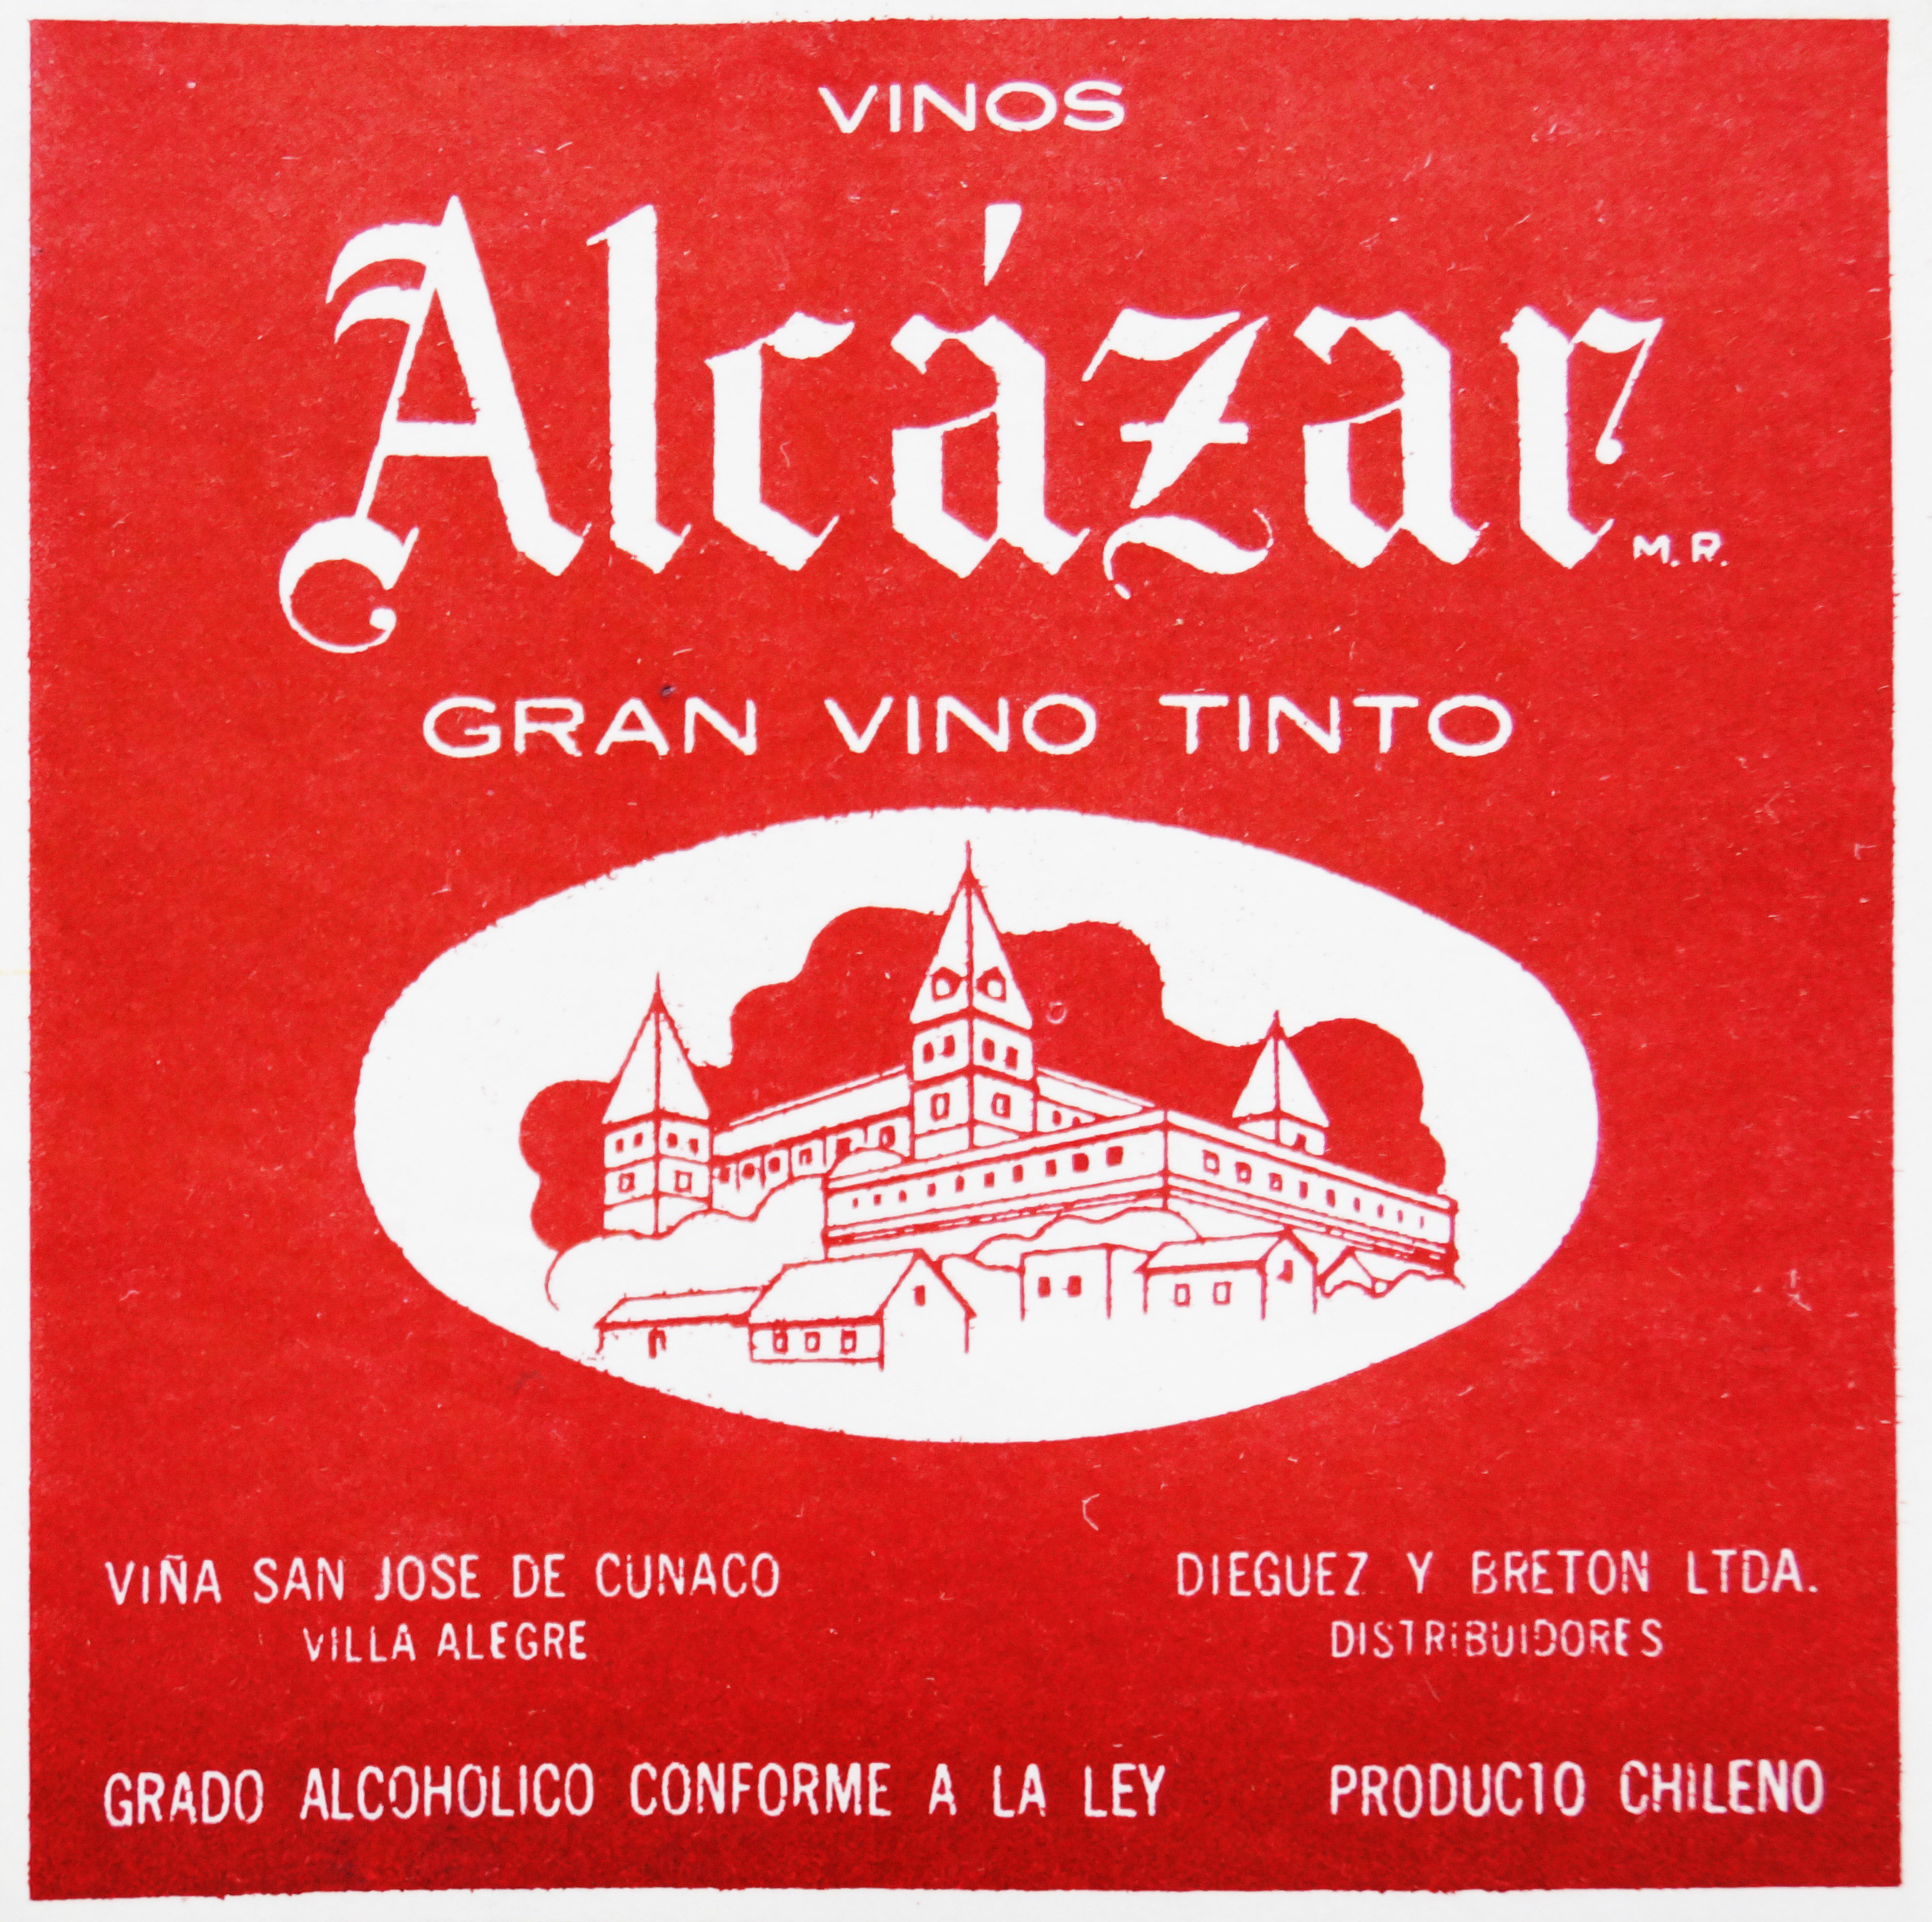 VINOS
Alcázar
M.R.
GRAN VINO TINTO
VIÑA SAN JOSE DE CUNACO
VILLA ALEGRE
DIEGUEZ Y BRETON LTDA.
DISTRIBUIDORES
GRADO ALCOHOLICO CONFORME A LA LEY
PRODUCTO CHILENO